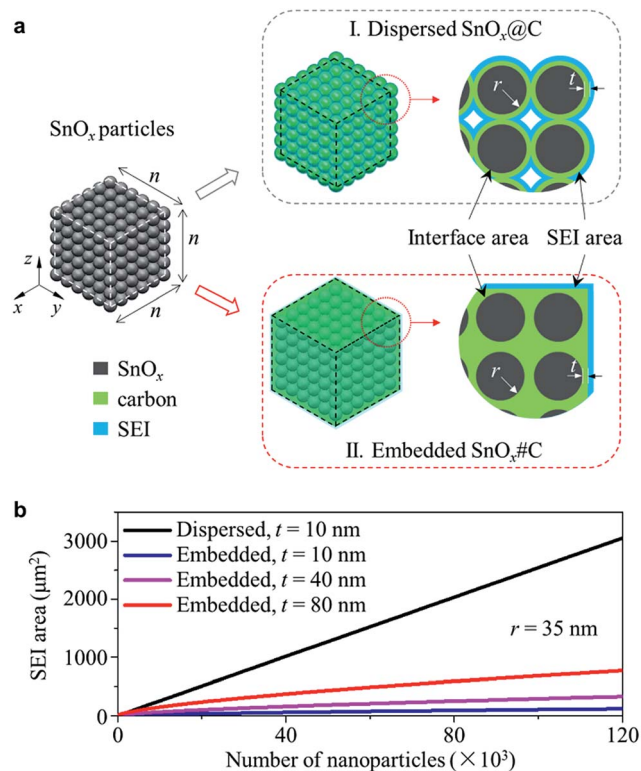 a
I. Dispersed SnOₓ@C
SnOₓ particles
n
n
n
z
x
y
r
t
Interface area
SEI area
SnOₓ
carbon
SEI
r
t
II. Embedded SnOₓ#C
b
SEI area (μm²)
3000
2000
1000
0
Dispersed, t = 10 nm
Embedded, t = 10 nm
Embedded, t = 40 nm
Embedded, t = 80 nm
r = 35 nm
0
40
80
120
Number of nanoparticles (×10³)